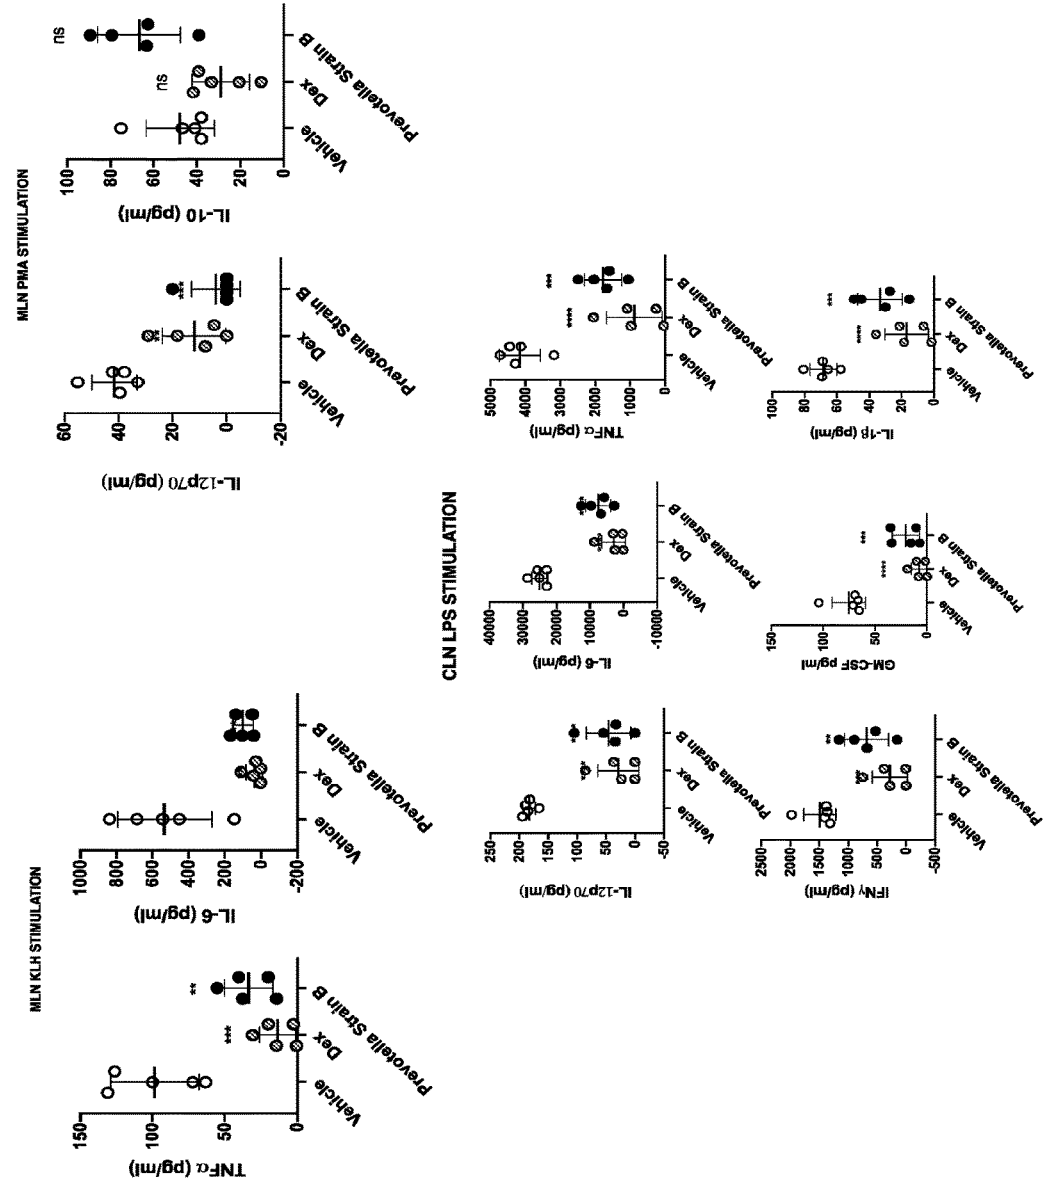 MLN KLH STIMULATION
TNFα (pg/ml)
150
100
50
0
***
**
Vehicle
Dex
Prevotella Strain B
IL-6 (pg/ml)
1000
800
600
400
200
0
-200
Vehicle
Dex
Prevotella Strain B
MLN PMA STIMULATION
IL-12p70 (pg/ml)
60
40
20
0
-20
**
***
Vehicle
Dex
Prevotella Strain B
IL-10 (pg/ml)
100
80
60
40
20
0
ns
ns
Vehicle
Dex
Prevotella Strain B
CLN LPS STIMULATION
IL-12p70 (pg/ml)
250
200
150
100
50
0
-50
Vehicle
Dex
Prevotella Strain B
IL-6 (pg/ml)
40000
30000
20000
10000
0
-10000
Vehicle
Dex
Prevotella Strain B
TNFα (pg/ml)
5000
4000
3000
2000
1000
0
****
***
Vehicle
Dex
Prevotella Strain B
IFNγ (pg/ml)
2500
2000
1500
1000
500
0
-500
**
Vehicle
Dex
Prevotella Strain B
GM-CSF pg/ml
150
100
50
0
****
***
Vehicle
Dex
Prevotella Strain B
IL-1β (pg/ml)
100
80
60
40
20
0
****
***
Vehicle
Dex
Prevotella Strain B